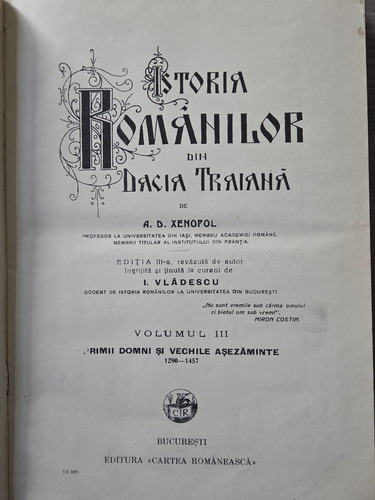 ISTORIA
ROMÂNILOR
DIN
DACIA TRAIANĂ
DE
A. D. XENOPOL
PROFESOR LA UNIVERSITATEA DIN IAȘI, MEMBRU ACADEMIEI ROMÂNE,
MEMBRU TITULAR AL INSTITUTULUI DIN FRANȚIA.
EDIȚIA III-a, revăzută de autor
îngrijită și ținută la curent de
I. VLĂDESCU
DOCENT DE ISTORIA ROMÂNILOR LA UNIVERSITATEA DIN BUCUREȘTI
„Nu sunt vremile sub cârma omului
ci bietul om sub vremi".
MIRON COSTIN.
VOLUMUL III
PRIMII DOMNI ȘI VECHILE AȘEZĂMINTE
1290—1457
CR
BUCUREȘTI
EDITURA «CARTEA ROMÂNEASCĂ»